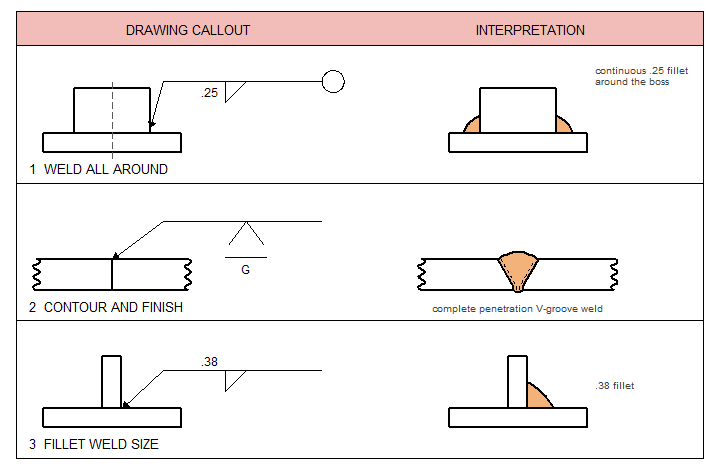 DRAWING CALLOUT
INTERPRETATION
.25
continuous .25 fillet
around the boss
1 WELD ALL AROUND
G
2 CONTOUR AND FINISH
complete penetration V-groove weld
.38
.38 fillet
3 FILLET WELD SIZE